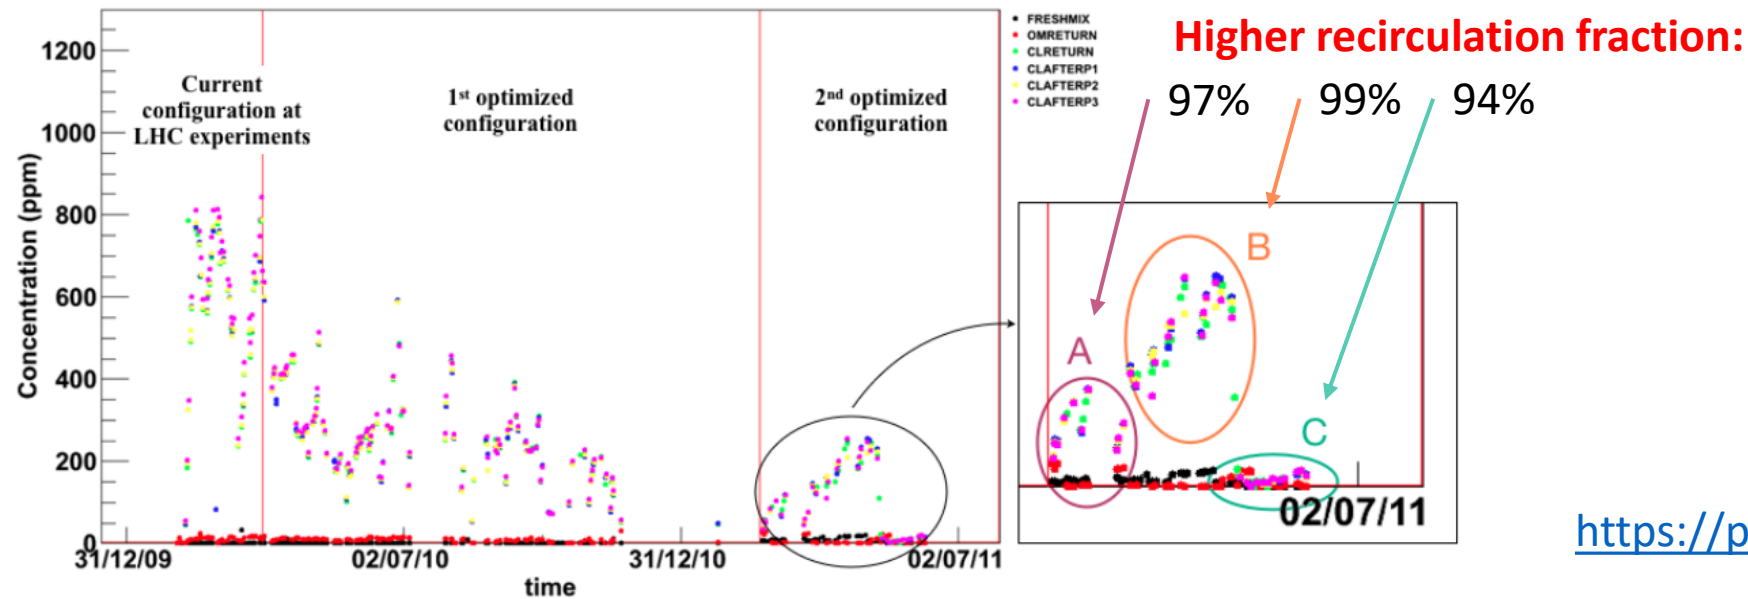 Higher recirculation fraction:
97%
99%
94%
FRESHMIX
OMRETURN
CLRETURN
CLAFTERP1
CLAFTERP2
CLAFTERP3
Current
configuration at
LHC experiments
1st optimized
configuration
2nd optimized
configuration
Concentration (ppm)
1200
1000
800
600
400
200
0
31/12/09
02/07/10
31/12/10
02/07/11
time
A
B
C
02/07/11
https://p